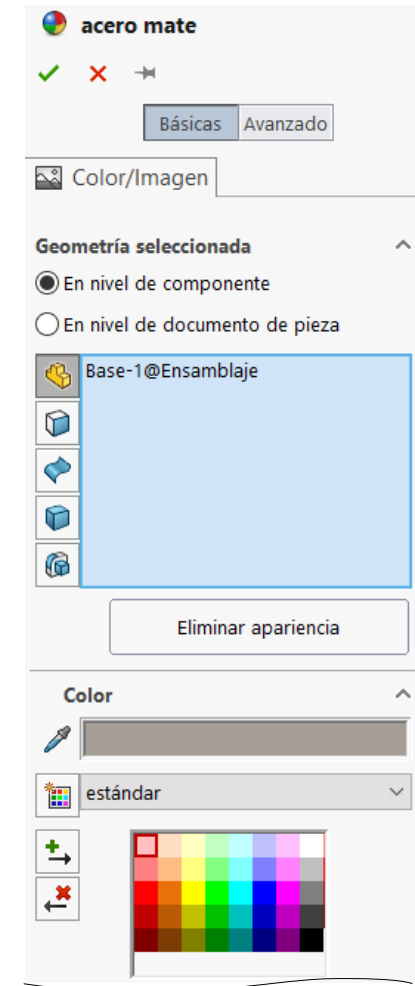 acero mate
Básicas Avanzado
Color/Imagen
Geometría seleccionada
En nivel de componente
En nivel de documento de pieza
Base-1@Ensamblaje
Eliminar apariencia
Color
estándar